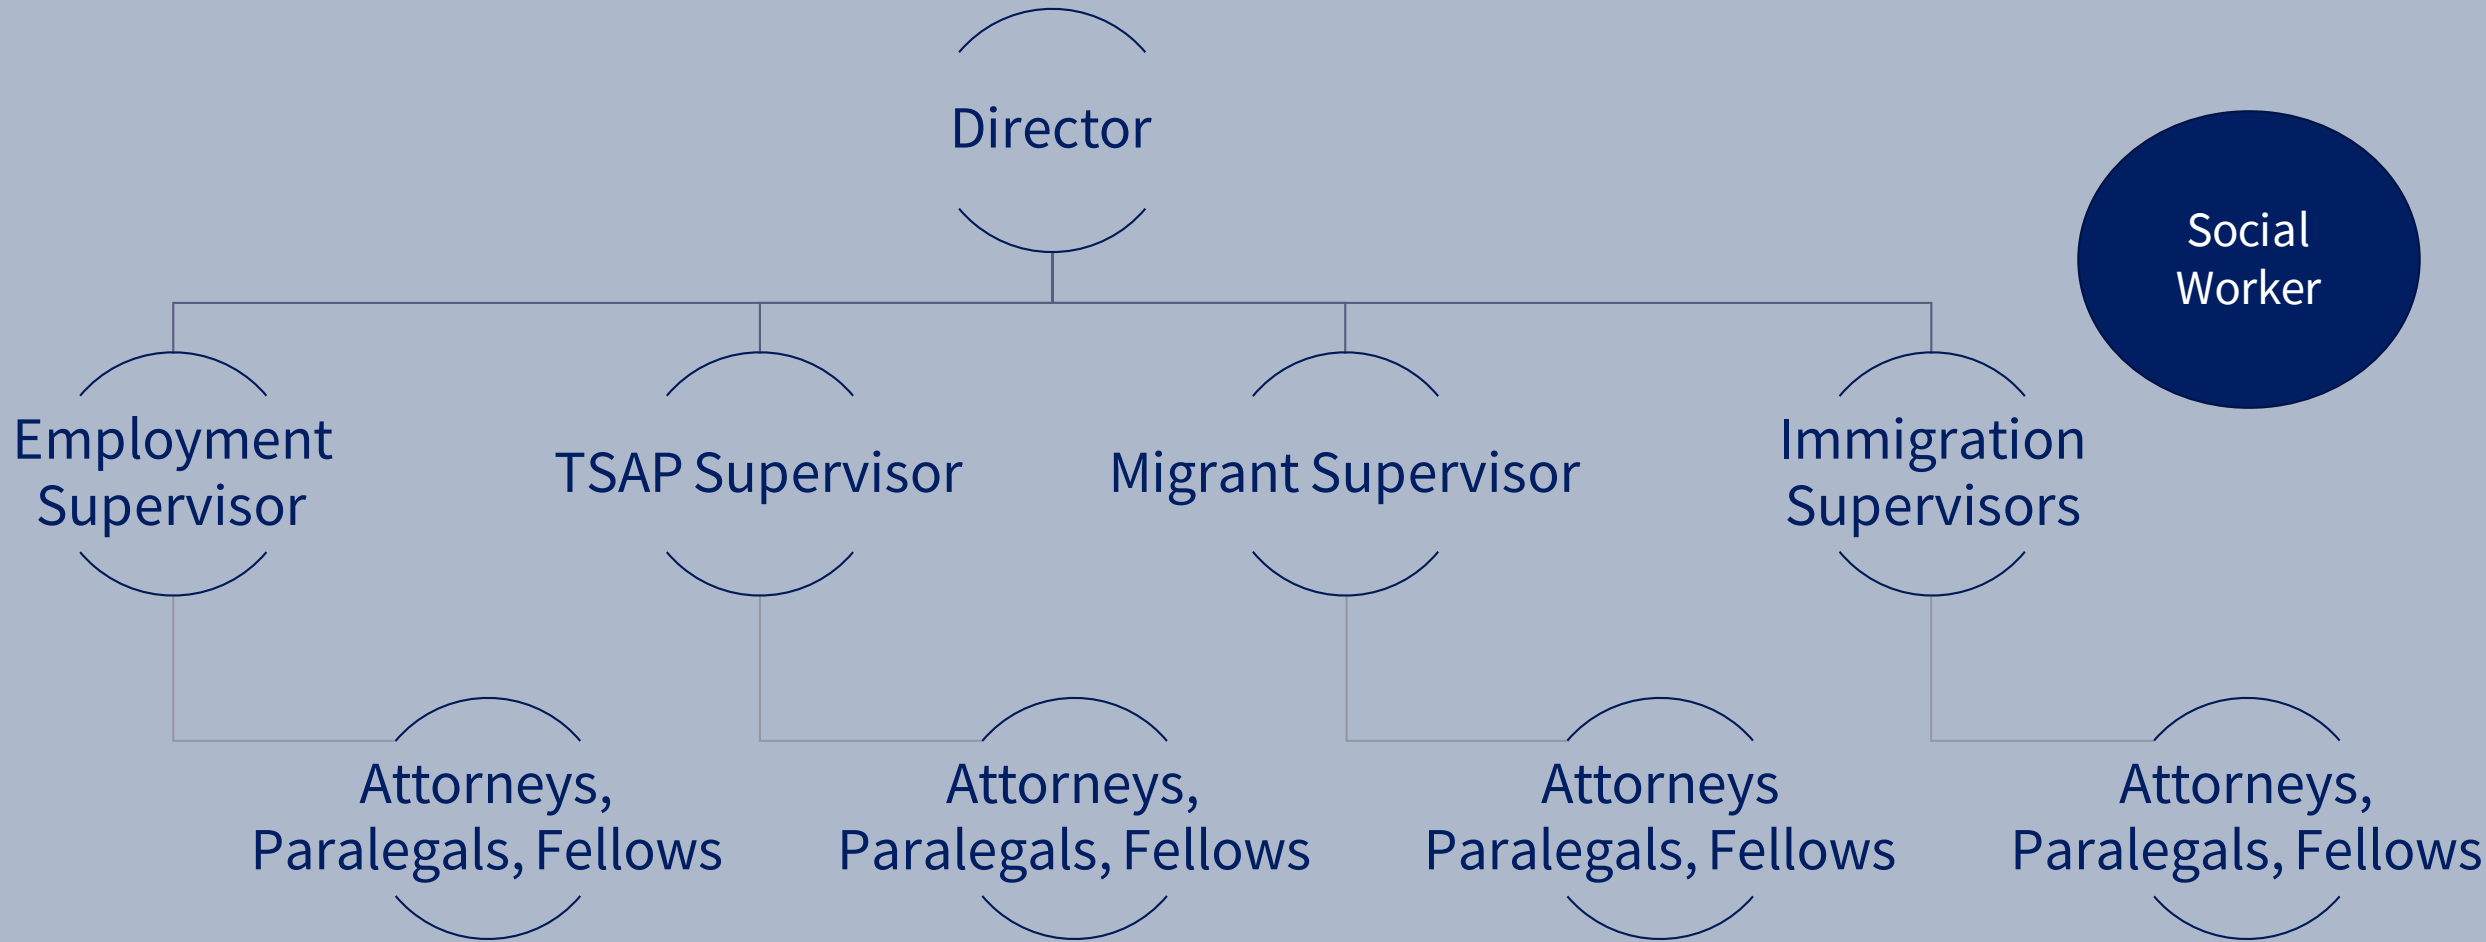 Director
Social
Worker
Employment
Supervisor
TSAP Supervisor
Migrant Supervisor
Immigration
Supervisors
Attorneys,
Paralegals, Fellows
Attorneys,
Paralegals, Fellows
Attorneys
Paralegals, Fellows
Attorneys,
Paralegals, Fellows